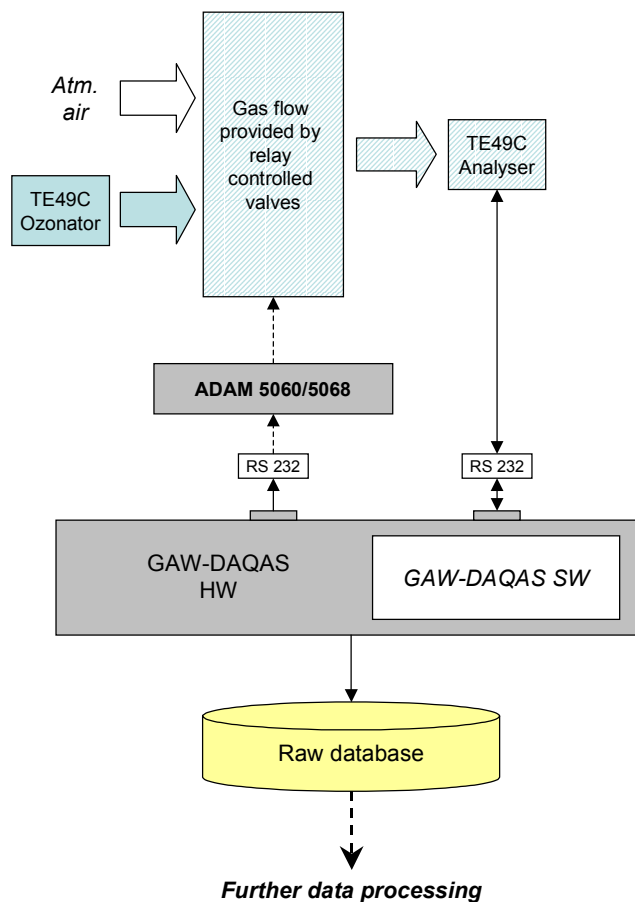 Atm.
air
Gas flow
provided by
relay
controlled
valves
TE49C
Analyser
TE49C
Ozonator
ADAM 5060/5068
RS 232
RS 232
GAW-DAQAS
HW
GAW-DAQAS SW
Raw database
Further data processing